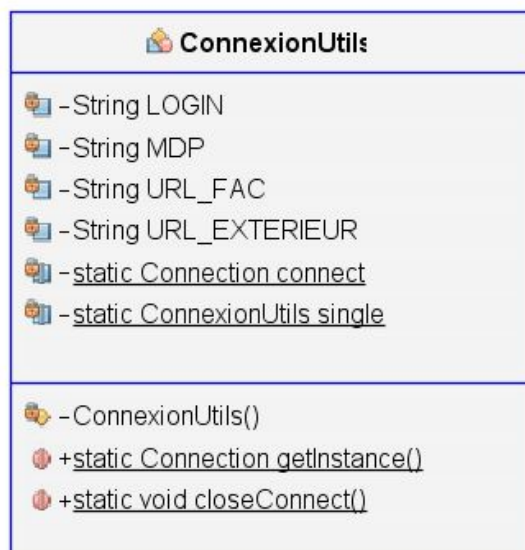 ConnexionUtils
-String LOGIN
-String MDP
-String URL_FAC
-String URL_EXTERIEUR
-static Connection connect
-static ConnexionUtils single
-ConnexionUtils()
+static Connection getInstance()
+static void closeConnect()